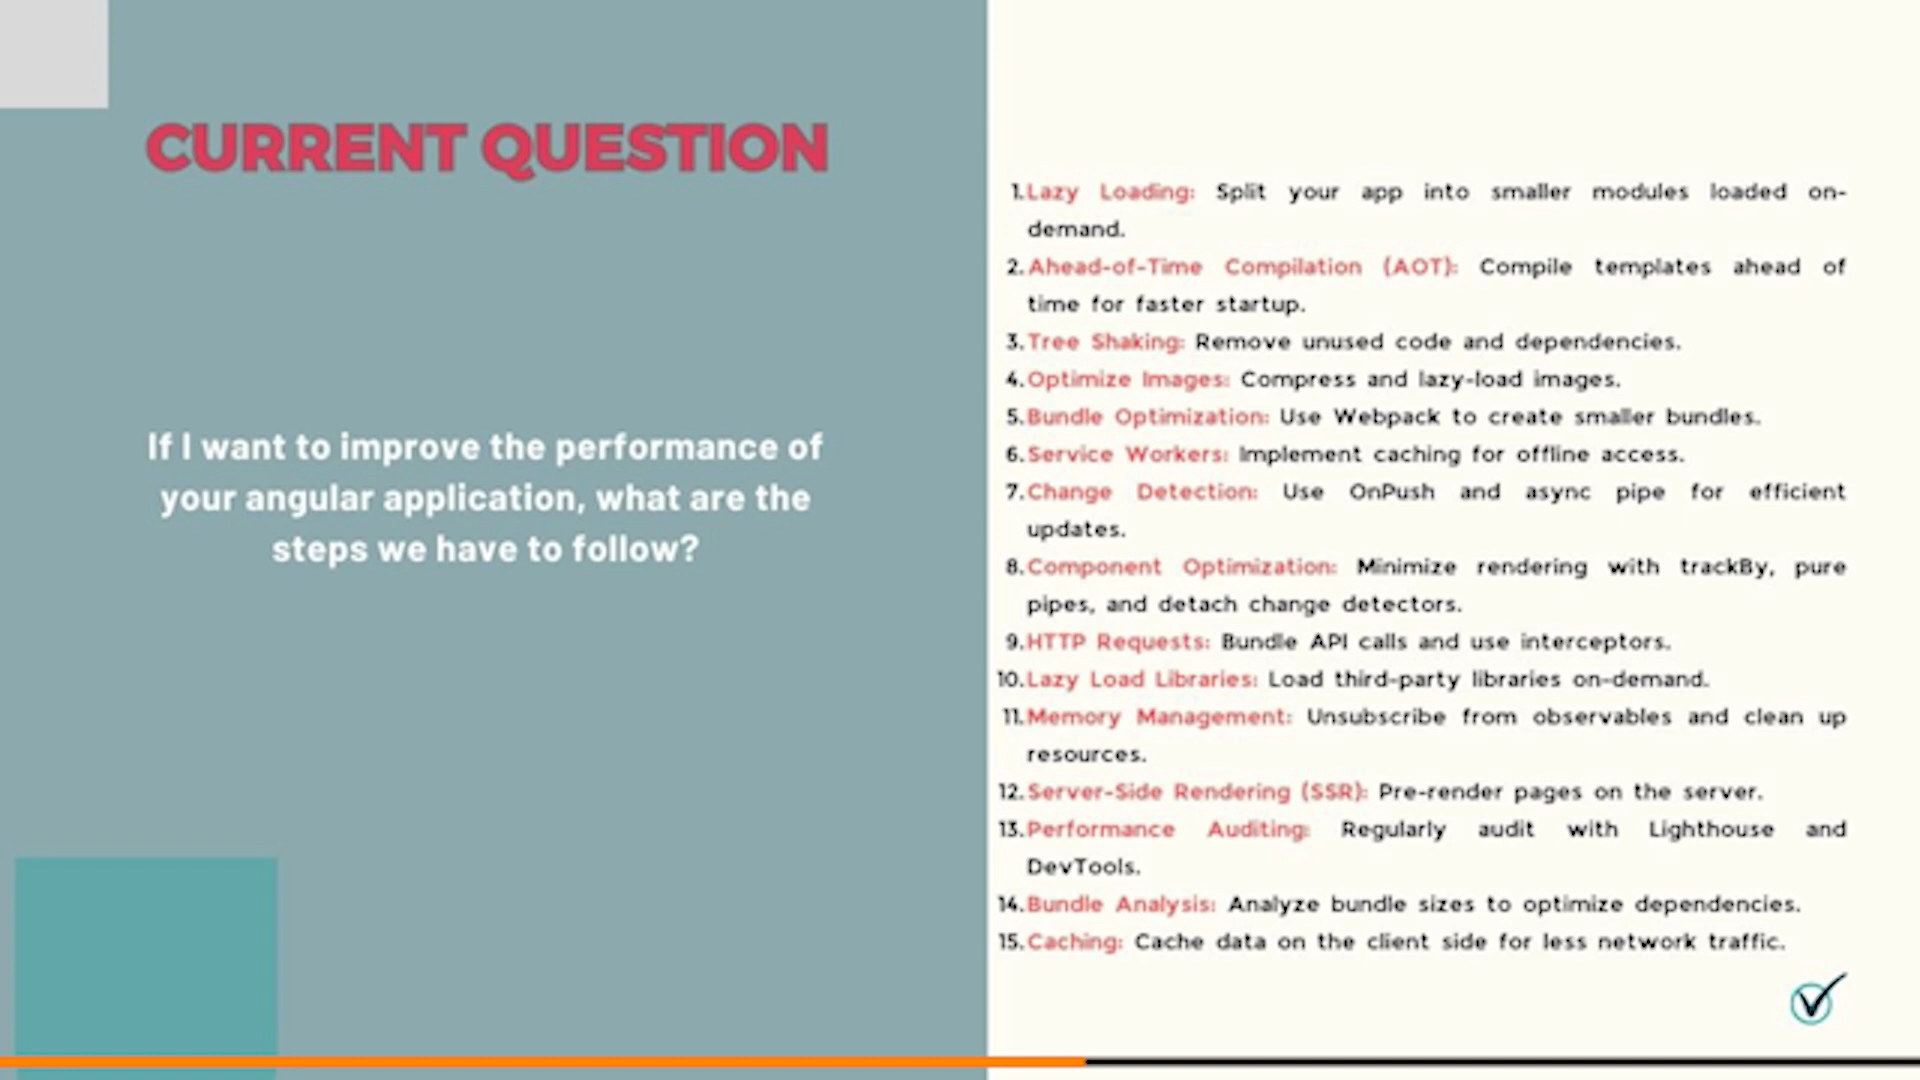 CURRENT QUESTION
If I want to improve the performance of
your angular application, what are the
steps we have to follow?
1. Lazy Loading: Split your app into smaller modules loaded on-
demand.
2. Ahead-of-Time Compilation (AOT): Compile templates ahead of
time for faster startup.
3. Tree Shaking: Remove unused code and dependencies.
4. Optimize Images: Compress and lazy-load images.
5. Bundle Optimization: Use Webpack to create smaller bundles.
6. Service Workers: Implement caching for offline access.
7. Change Detection: Use OnPush and async pipe for efficient
updates.
8. Component Optimization: Minimize rendering with trackBy, pure
pipes, and detach change detectors.
9. HTTP Requests: Bundle API calls and use interceptors.
10. Lazy Load Libraries: Load third-party libraries on-demand.
11. Memory Management: Unsubscribe from observables and clean up
resources.
12. Server-Side Rendering (SSR): Pre-render pages on the server.
13. Performance Auditing: Regularly audit with Lighthouse and
DevTools.
14. Bundle Analysis: Analyze bundle sizes to optimize dependencies.
15. Caching: Cache data on the client side for less network traffic.